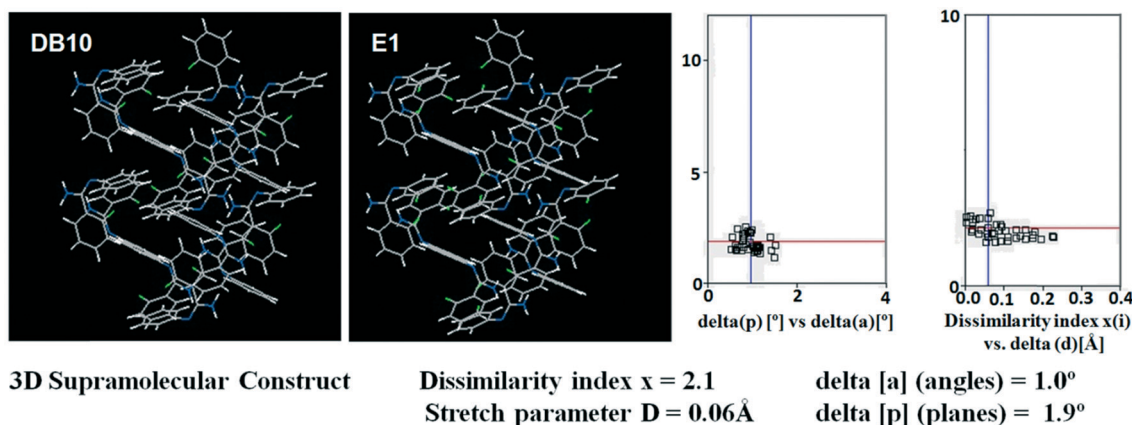 DB10
E1
10
5
0
0
2
4
delta(p) [º] vs delta(a)[º]
10
0
0.0
0.1
0.2
0.3
0.4
Dissimilarity index x(i)
vs. delta (d)[Å]
3D Supramolecular Construct
Dissimilarity index x = 2.1
delta [a] (angles) = 1.0º
Stretch parameter D = 0.06Å
delta [p] (planes) = 1.9º